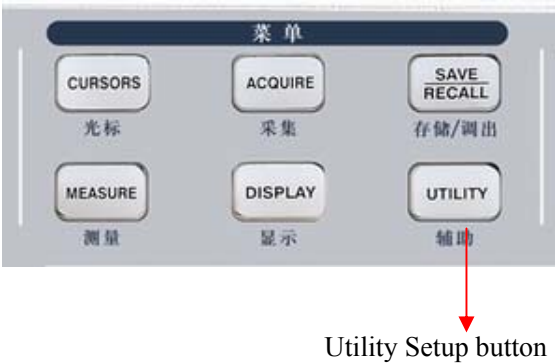 菜单
CURSORS ACQUIRE SAVE
RECALL
光标 采集 存储/调出
MEASURE DISPLAY UTILITY
测量 显示 辅助
Utility Setup button